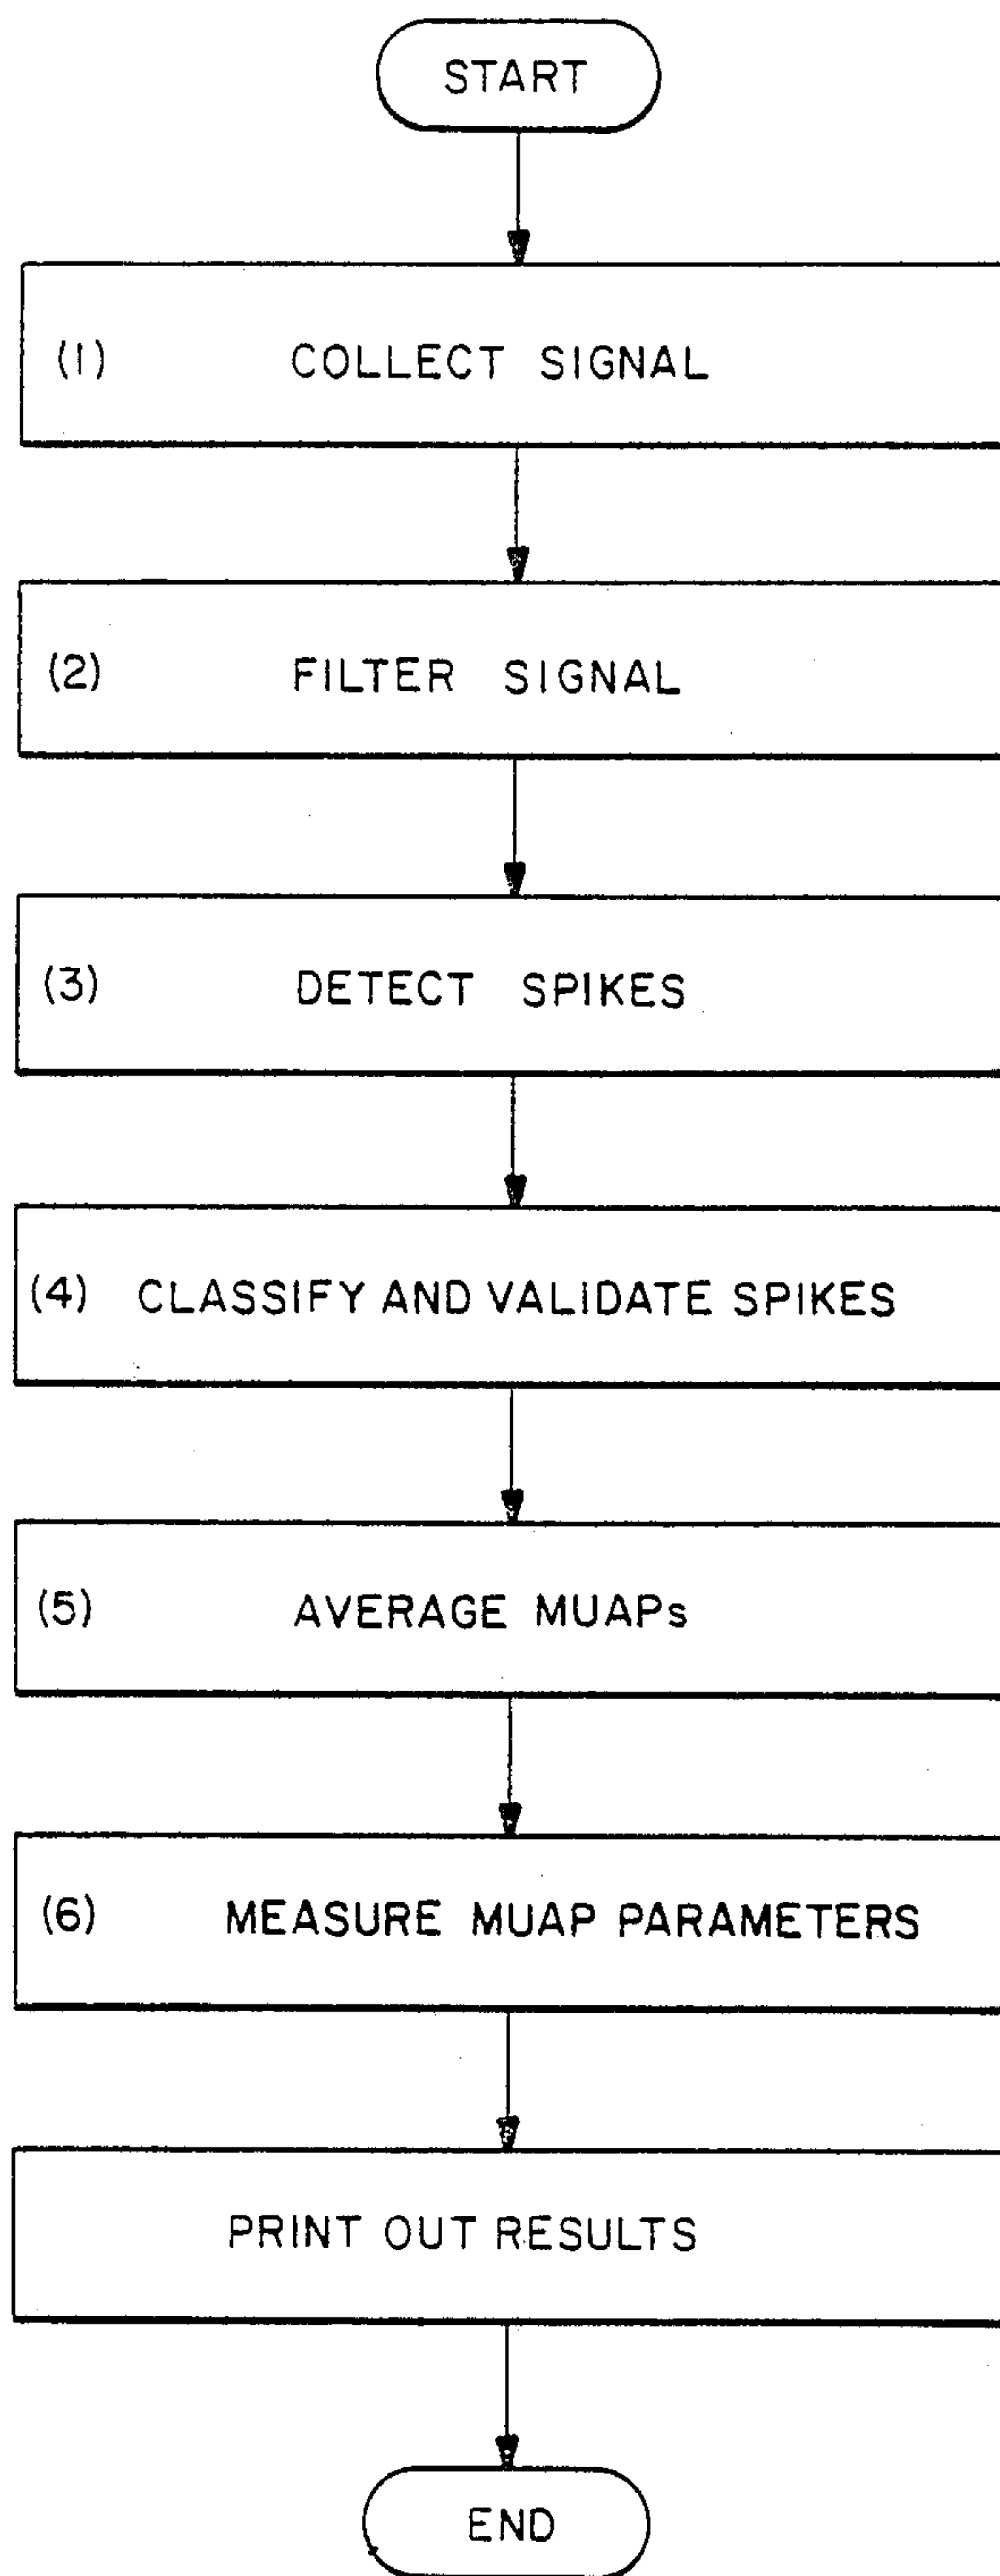 START
(1) COLLECT SIGNAL
(2) FILTER SIGNAL
(3) DETECT SPIKES
(4) CLASSIFY AND VALIDATE SPIKES
(5) AVERAGE MUAPs
(6) MEASURE MUAP PARAMETERS
PRINT OUT RESULTS
END